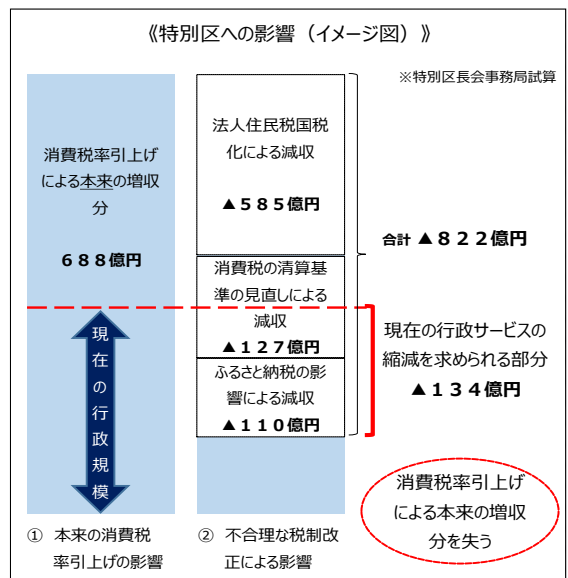 《特別区への影響（イメージ図）》
※特別区長会事務局試算
消費税率引上げ
による本来の増収
分
６８８億円
現在の行政規模
法人住民税国税
化による減収
▲５８５億円
消費税の清算基
準の見直しによる
減収
▲１２７億円
ふるさと納税の影
響による減収
▲１１０億円
合計 ▲８２２億円
現在の行政サービスの
縮減を求められる部分
▲１３４億円
消費税率引上げ
による本来の増収
分を失う
① 本来の消費税
率引上げの影響
② 不合理な税制改
正による影響